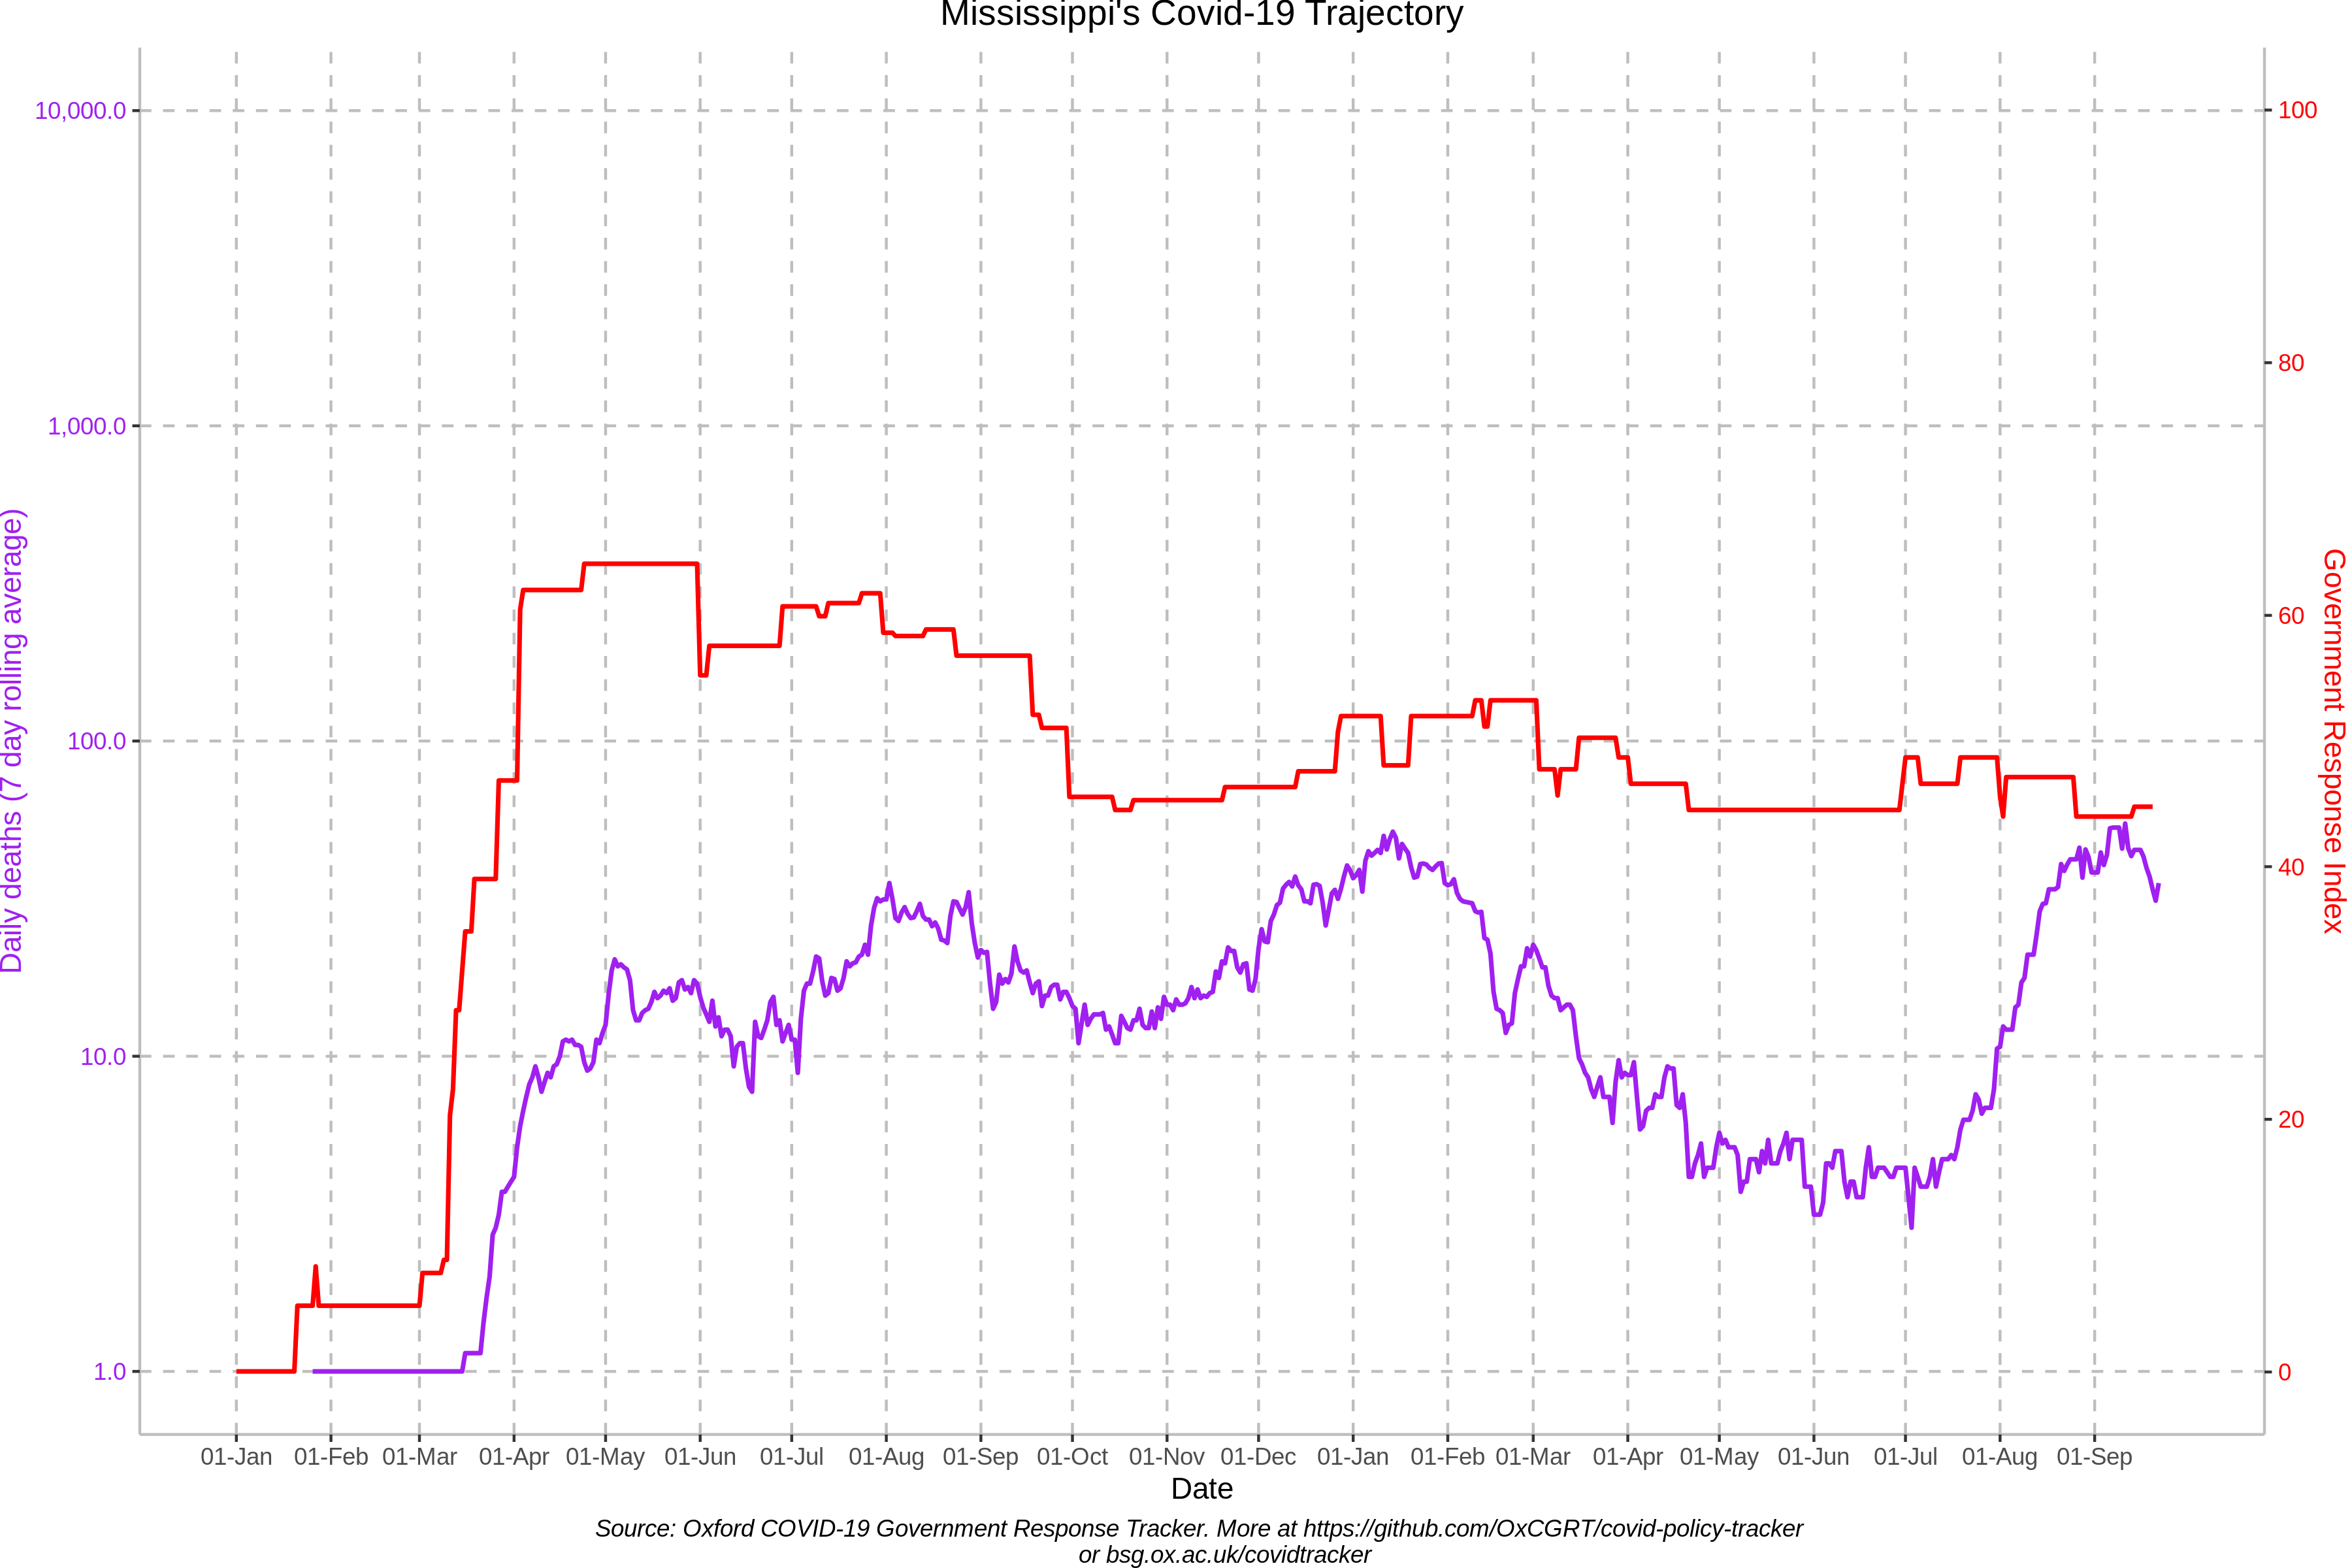 Mississippi's Covid-19 Trajectory
Daily deaths (7 day rolling average)
10,000.0
1,000.0
100.0
10.0
1.0
100
80
60
40
20
0
Government Response Index
01-Jan 01-Feb 01-Mar 01-Apr 01-May 01-Jun 01-Jul 01-Aug 01-Sep 01-Oct 01-Nov 01-Dec 01-Jan 01-Feb 01-Mar 01-Apr 01-May 01-Jun 01-Jul 01-Aug 01-Sep
Date
Source: Oxford COVID-19 Government Response Tracker. More at https://github.com/OxCGRT/covid-policy-tracker
or bsg.ox.ac.uk/covidtracker